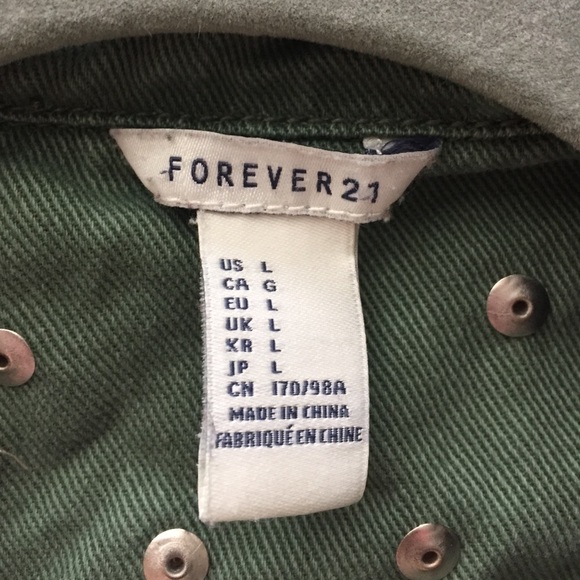 FOREVER 21
US L
CA G
EU L
UK L
KR L
JP L
CN 170/98A
MADE IN CHINA
FABRIQUÉ EN CHINE